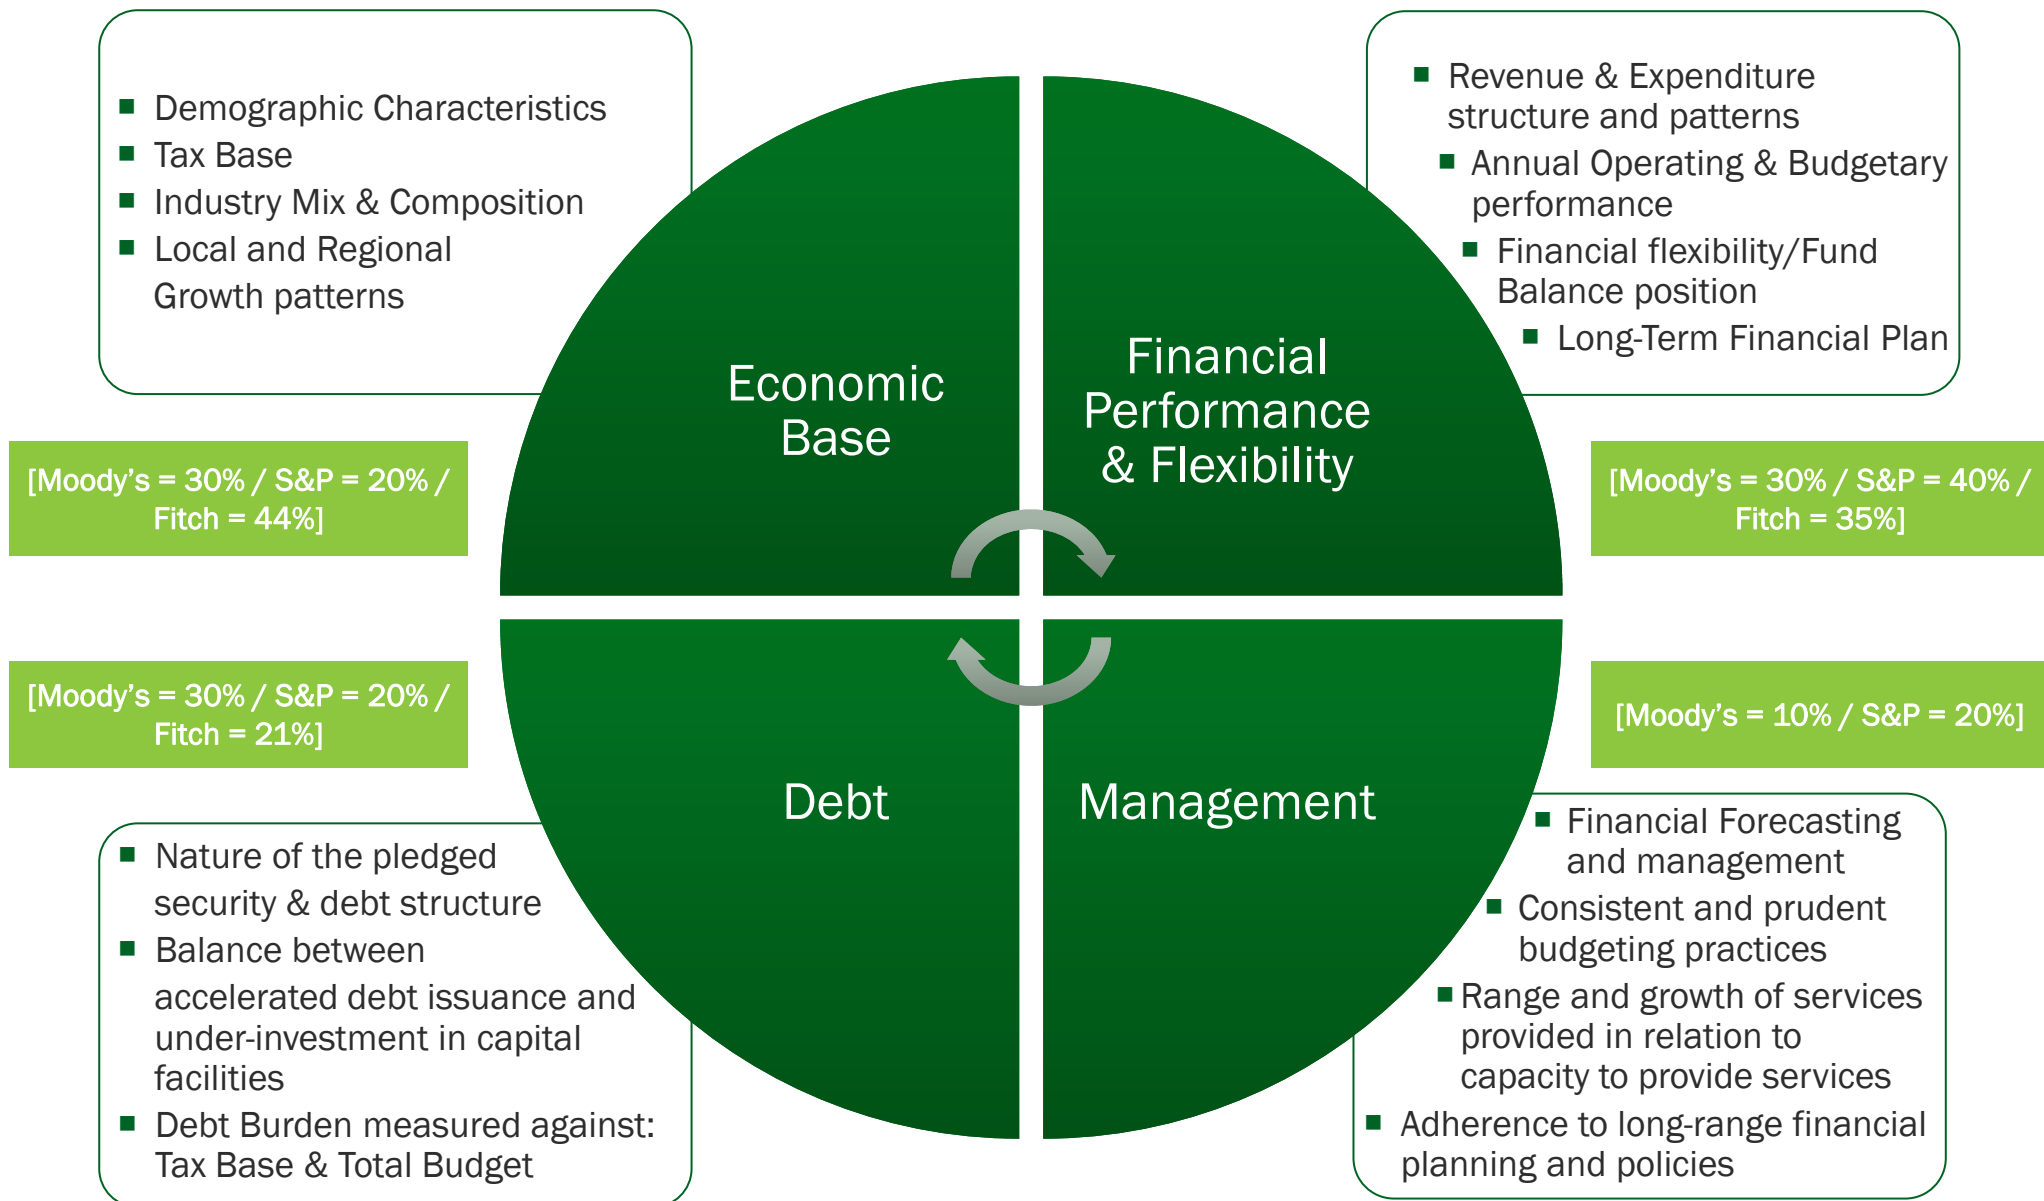 Demographic Characteristics
Tax Base
Industry Mix & Composition
Local and Regional
Growth patterns
Revenue & Expenditure
structure and patterns
Annual Operating & Budgetary
performance
Financial flexibility/Fund
Balance position
Long-Term Financial Plan
Economic
Base
Financial
Performance
& Flexibility
[Moody's = 30% / S&P = 20% /
Fitch = 44%]
[Moody's = 30% / S&P = 40% /
Fitch = 35%]
[Moody's = 30% / S&P = 20% /
Fitch = 21%]
[Moody's = 10% / S&P = 20%]
Debt
Management
Nature of the pledged
security & debt structure
Balance between
accelerated debt issuance and
under-investment in capital
facilities
Debt Burden measured against:
Tax Base & Total Budget
Financial Forecasting
and management
Consistent and prudent
budgeting practices
Range and growth of services
provided in relation to
capacity to provide services
Adherence to long-range financial
planning and policies